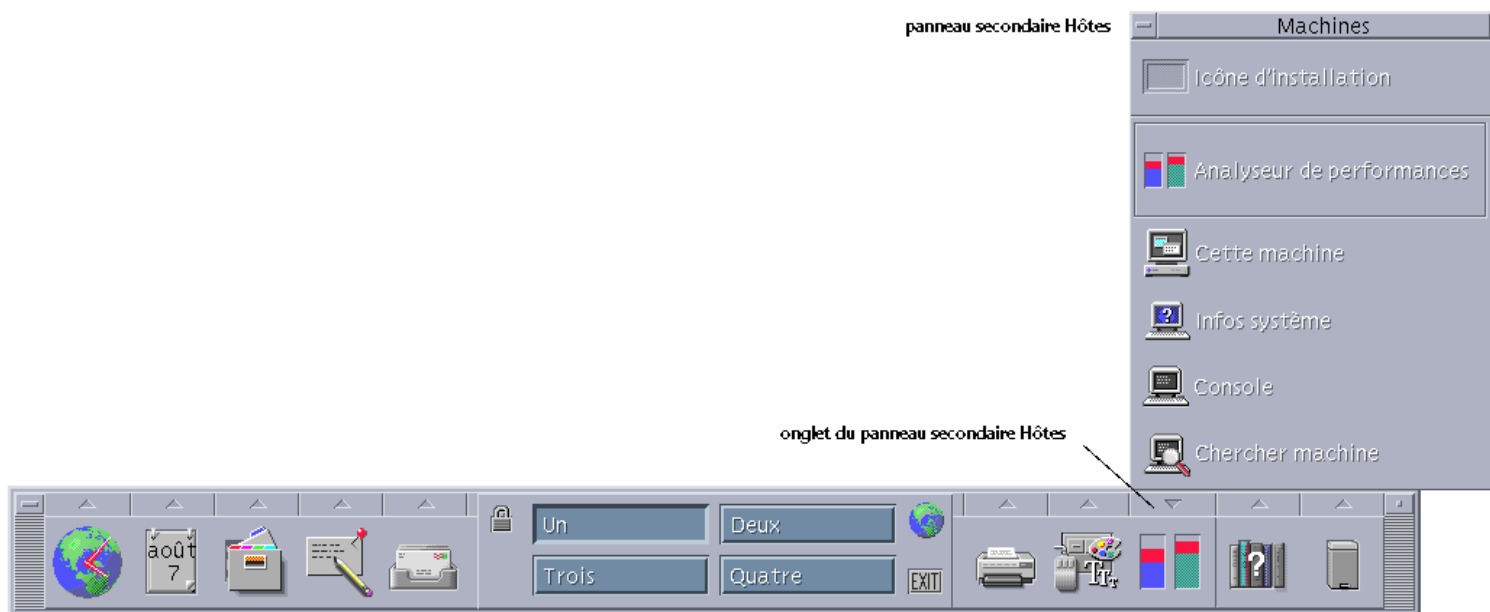 panneau secondaire Hôtes
Machines
Icône d'installation
Analyseur de performances
Cette machine
Infos système
Console
Chercher machine
onglet du panneau secondaire Hôtes
août
7
Un
Deux
Trois
Quatre
EXIT
TTT
?
?